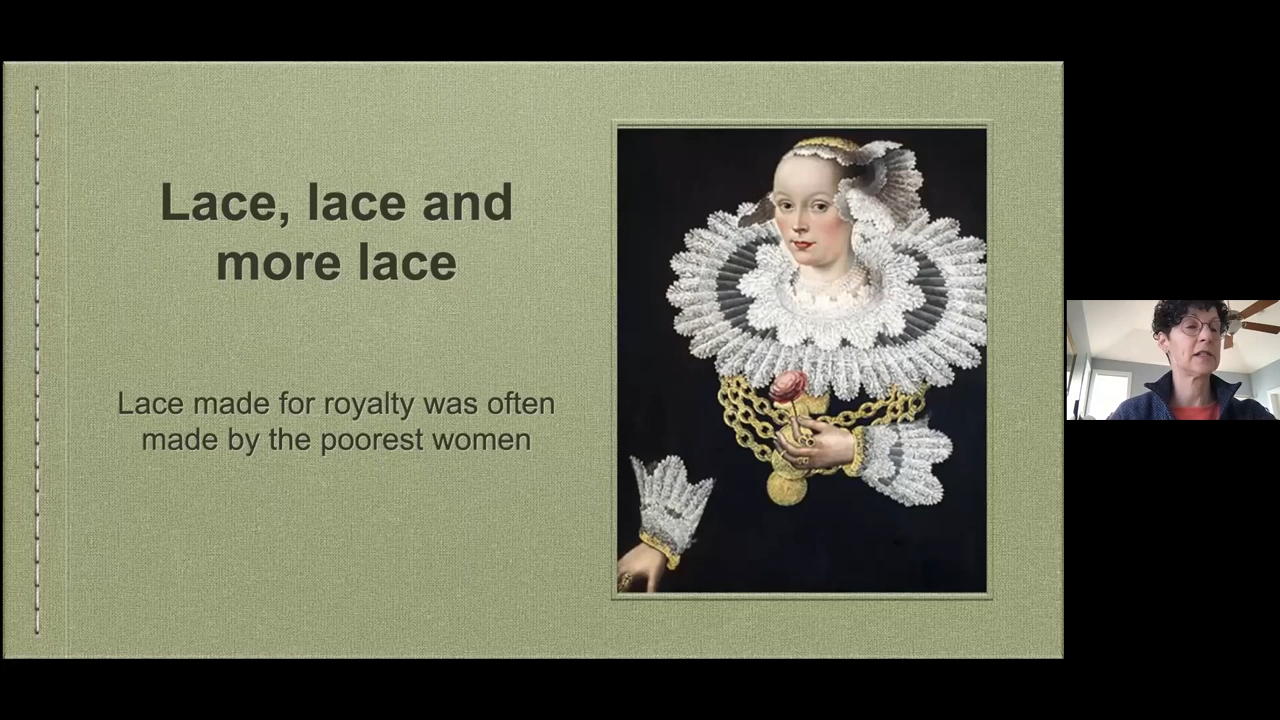 Lace, lace and
more lace
Lace made for royalty was often
made by the poorest women